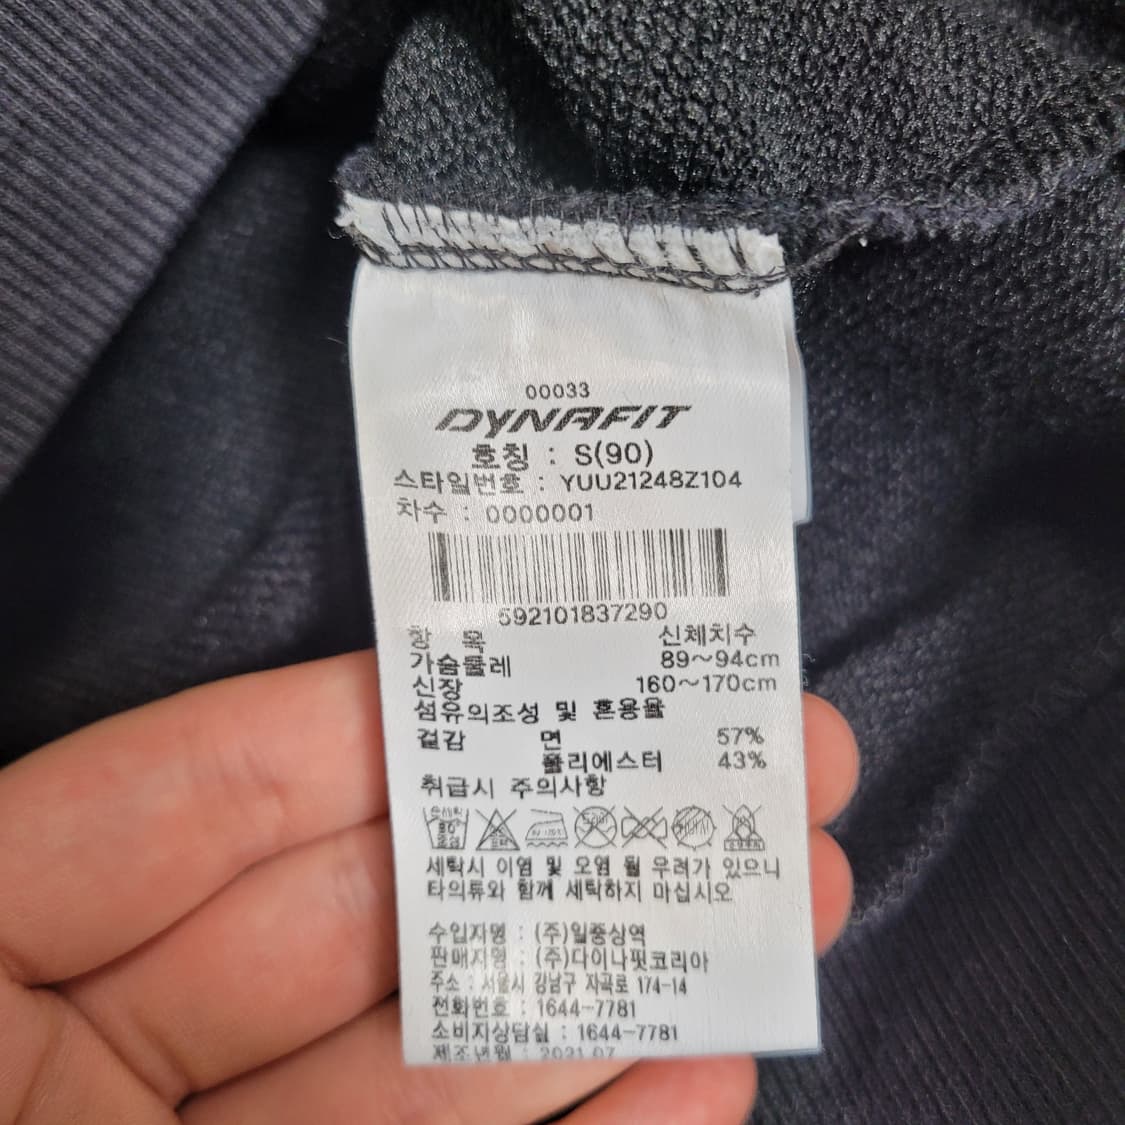 00033
DYNAFIT
호칭 : S(90)
스타일번호 : YUU21248Z104
차수 : 0000001
592101837290
항 목 신체치수
가슴둘레 89~94cm
신장 160~170cm
섬유의조성 및 혼용율
겉감 면 57%
폴리에스터 43%
취급시 주의사항
세탁시 이염 및 오염 될 우려가 있으니
타의류와 함께 세탁하지 마십시오
수입자명 : (주)일중상역
판매자명 : (주)다이나핏코리아
주소 : 서울시 강남구 자곡로 174-14
전화번호 : 1644-7781
소비자상담실 : 1644-7781
제조년월 : 2021.07